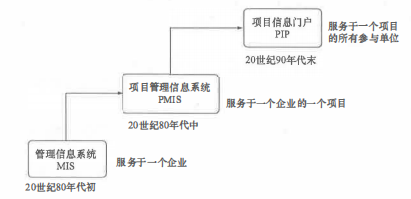 项目信息门户
PIP
服务于一个项目
的所有参与单位
20世纪90年代末
项目管理信息系统
PMIS
服务于一个企业的一个项目
20世纪80年代中
管理信息系统
MIS
服务于一个企业
20世纪80年代初